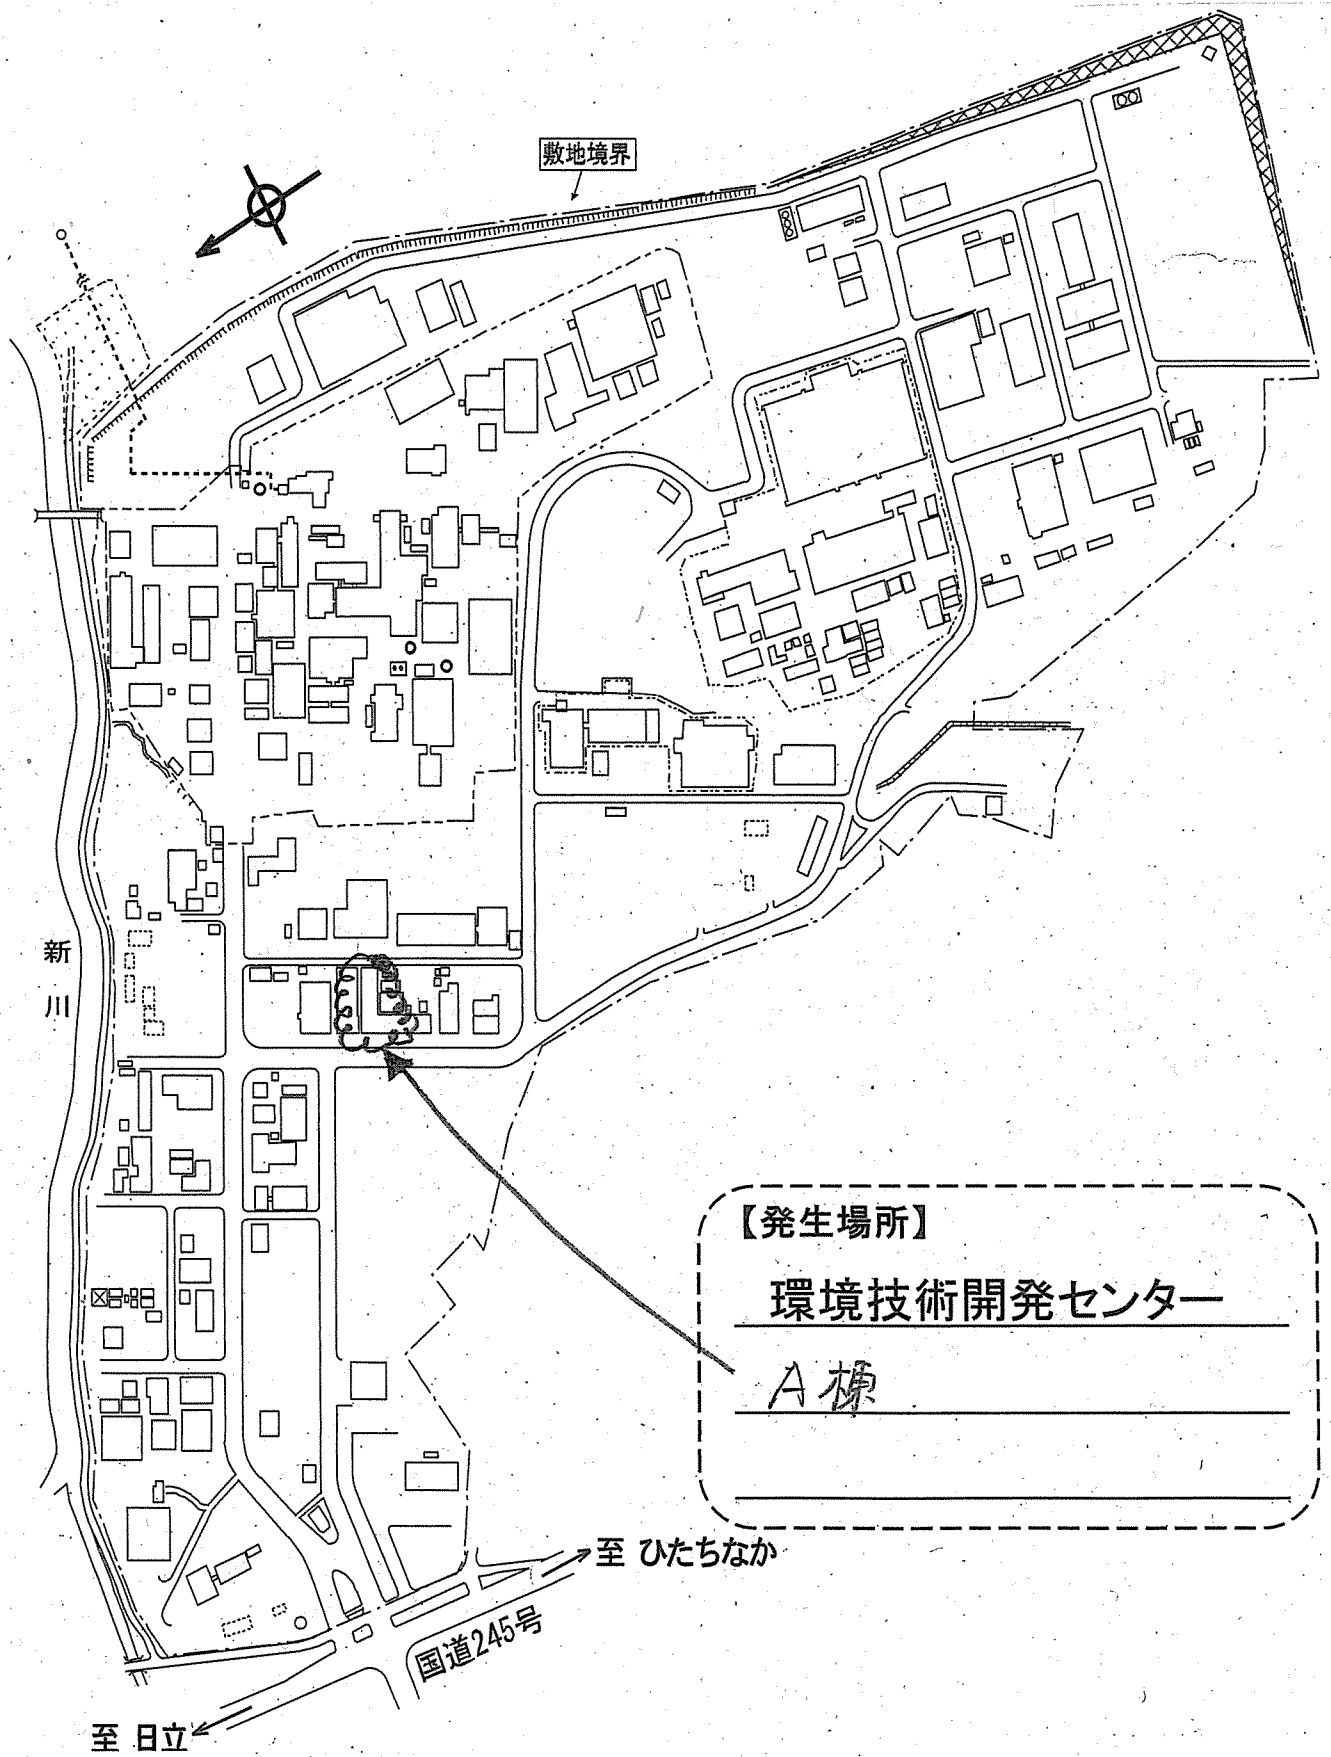 敷地境界
新川
【発生場所】
環境技術開発センター
A棟
至 ひたちなか
国道245号
至 日立